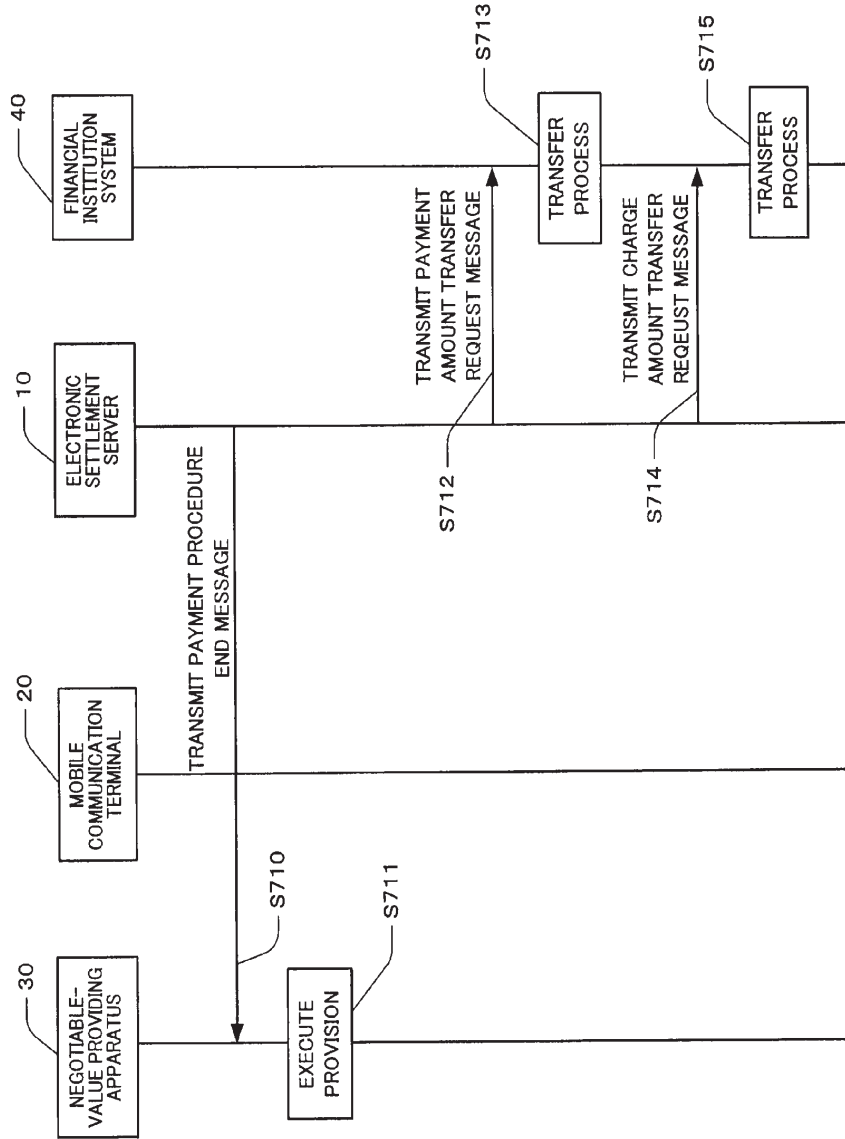 30
NEGOTIABLE-
VALUE PROVIDING
APPARATUS
20
MOBILE
COMMUNICATION
TERMINAL
10
ELECTRONIC
SETTLEMENT
SERVER
40
FINANCIAL
INSTITUTION
SYSTEM
TRANSMIT PAYMENT PROCEDURE
END MESSAGE
S710
EXECUTE
PROVISION
S711
TRANSMIT PAYMENT
AMOUNT TRANSFER
REQUEST MESSAGE
S712
TRANSFER
PROCESS
S713
TRANSMIT CHARGE
AMOUNT TRANSFER
REQEUST MESSAGE
S714
TRANSFER
PROCESS
S715